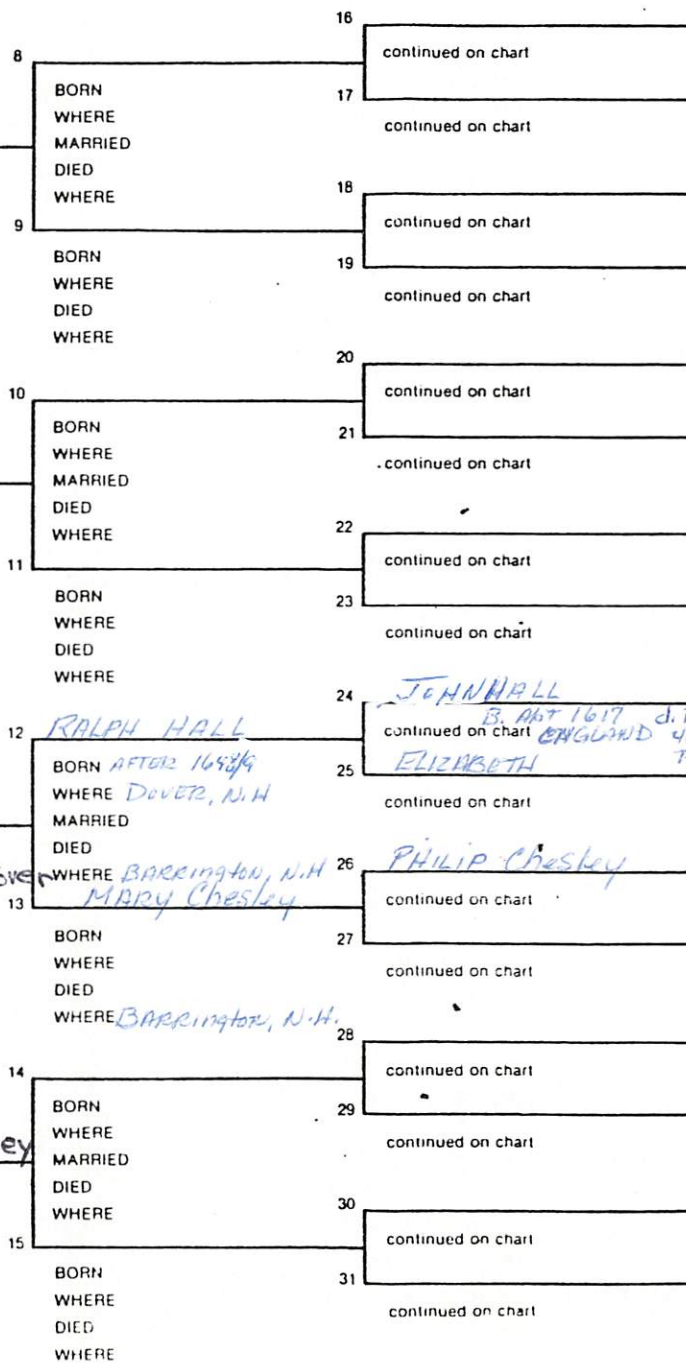 8
BORN
WHERE
MARRIED
DIED
WHERE
9
BORN
WHERE
DIED
WHERE
10
BORN
WHERE
MARRIED
DIED
WHERE
11
BORN
WHERE
DIED
WHERE
12 RALPH HALL
BORN AFTER
WHERE DOVER, N.H
MARRIED
DIED
WHERE BARRINGTON, N.H
13 MARY Chesley
BORN
WHERE
DIED
WHERE BARRINGTON, N.H.
14
BORN
WHERE
MARRIED
DIED
WHERE
15
BORN
WHERE
DIED
WHERE
16
continued on chart
17
continued on chart
18
continued on chart
19
continued on chart
20
continued on chart
21
continued on chart
22
continued on chart
23
continued on chart
24 JOHN HALL
B. 1617 d.
continued on chart ENGLAND
25 ELIZABETH
continued on chart
26 PHILIP Chesley
continued on chart
27
continued on chart
28
continued on chart
29
continued on chart
30
continued on chart
31
continued on chart